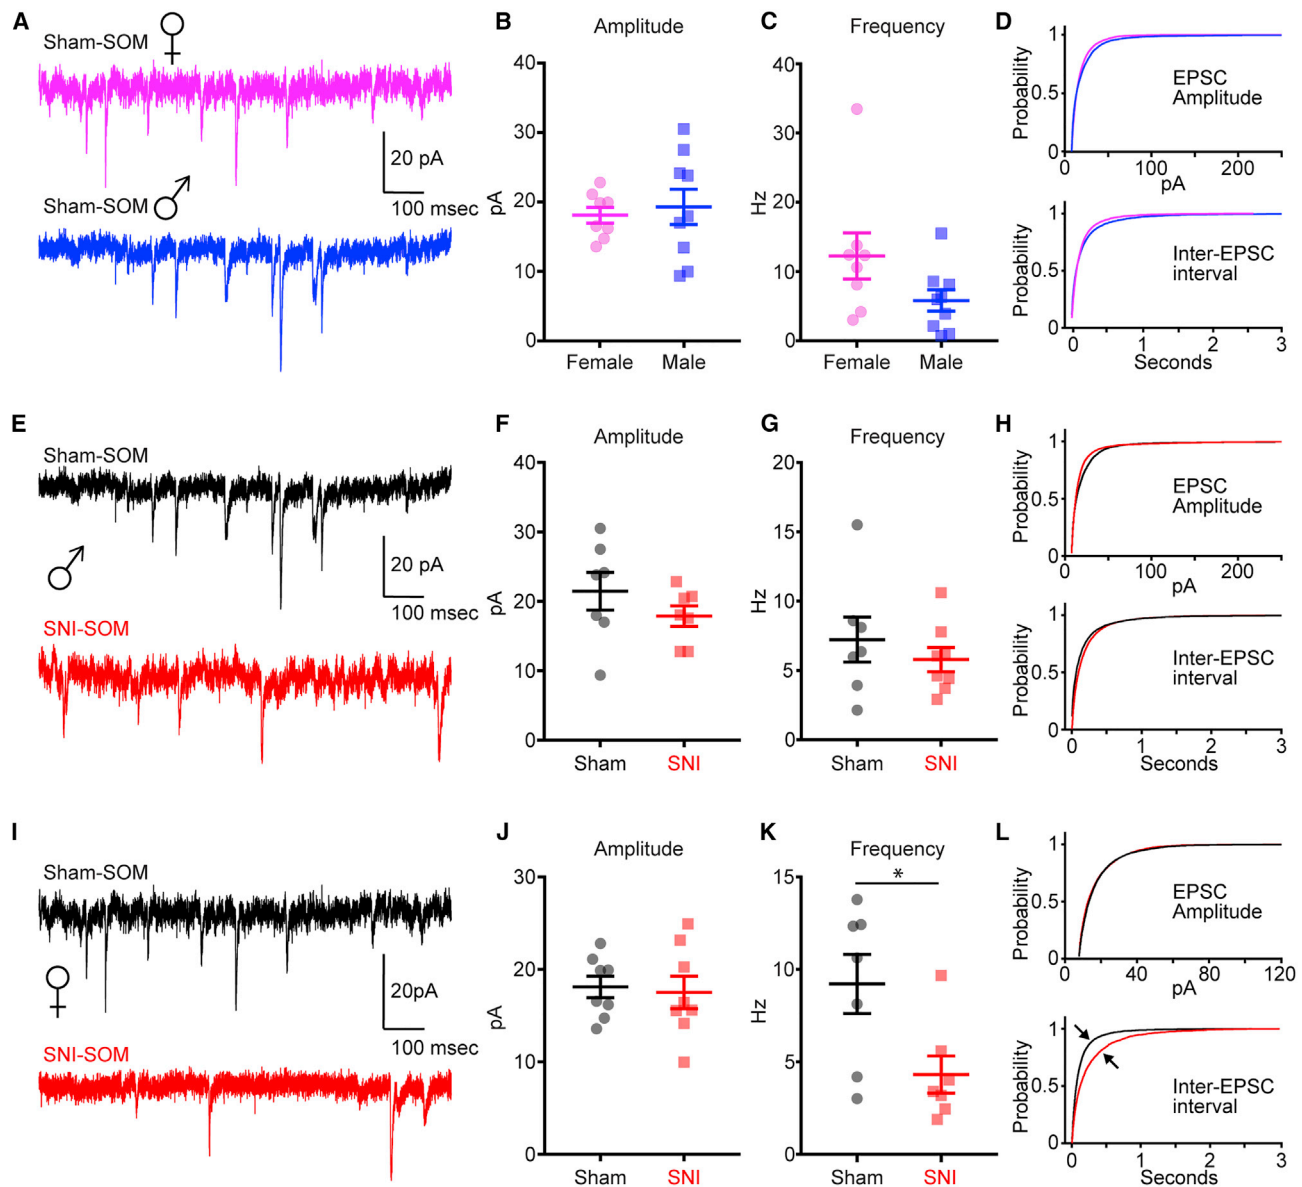 A
Sham-SOM ♀
20 pA
100 msec
Sham-SOM ♂
B
Amplitude
40
30
20
10
0
pA
Female
Male
C
Frequency
40
30
20
10
0
Hz
Female
Male
D
Probability
1
0.5
0
EPSC
Amplitude
0
100
200
pA
Probability
1
0.5
0
Inter-EPSC
interval
0
1
2
3
Seconds
E
Sham-SOM
♂
20 pA
100 msec
SNI-SOM
F
Amplitude
40
30
20
10
0
pA
Sham
SNI
G
Frequency
20
15
10
5
0
Hz
Sham
SNI
H
Probability
1
0.5
0
EPSC
Amplitude
0
100
200
pA
Probability
1
0.5
0
Inter-EPSC
interval
0
1
2
3
Seconds
I
Sham-SOM
♀
20pA
100 msec
SNI-SOM
J
Amplitude
30
20
10
0
pA
Sham
SNI
K
Frequency
*
15
10
5
0
Hz
Sham
SNI
L
Probability
1
0.5
0
EPSC
Amplitude
0
40
80
120
pA
Probability
1
0.5
0
Inter-EPSC
interval
0
1
2
3
Seconds